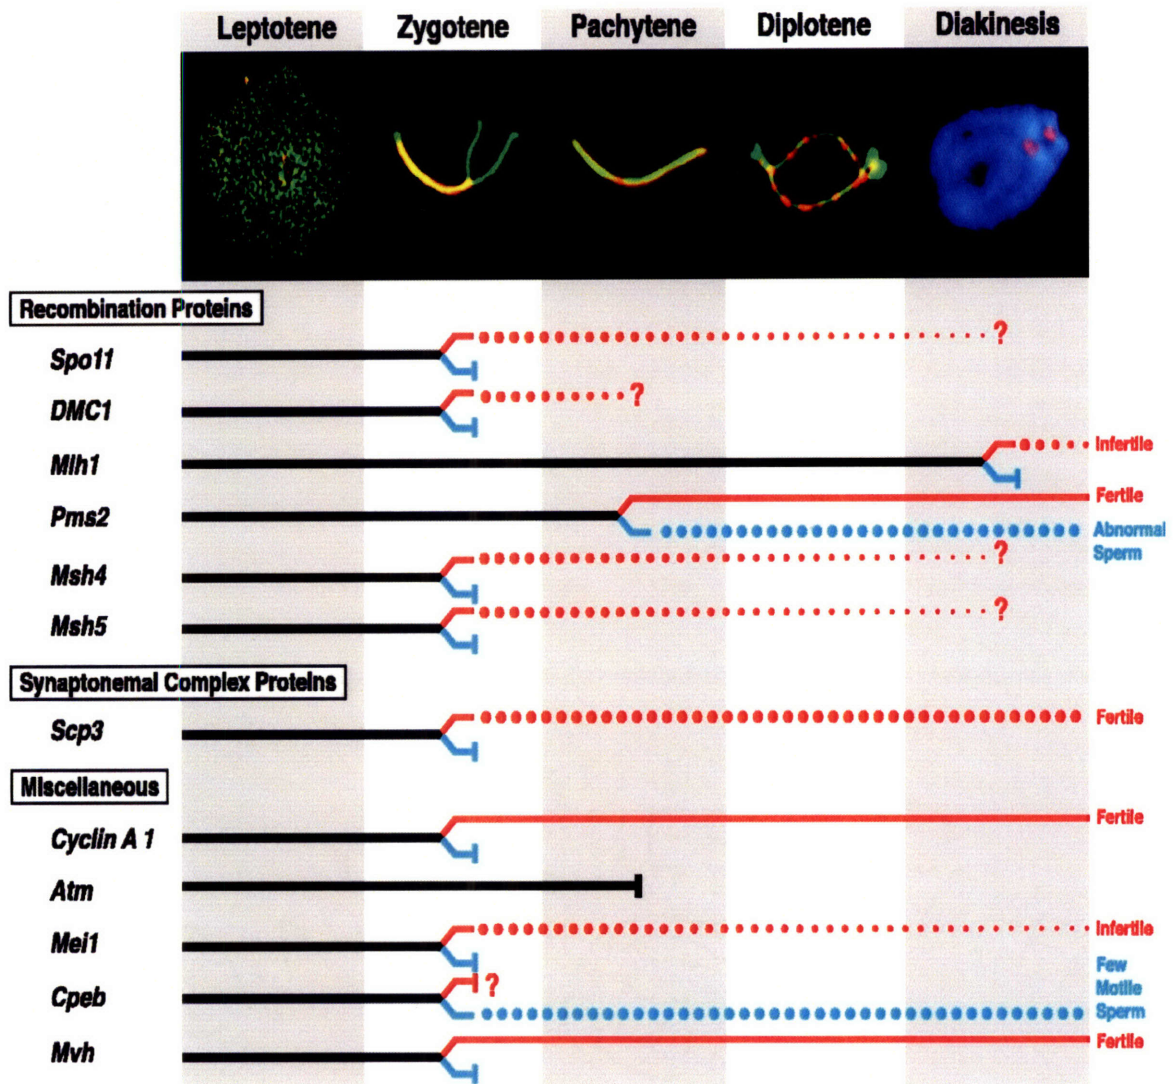 Leptotene Zygotene Pachytene Diplotene Diakinesis
Recombination Proteins
?
Spo11
?
DMC1
Infertile
Mlh1
Fertile
Pms2
Abnormal
Sperm
?
Msh4
?
Msh5
Synaptonemal Complex Proteins
Fertile
Scp3
Miscellaneous
Fertile
Cyclin A 1
Atm
Infertile
Mei1
Few
?
Motile
Cpeb
Sperm
Fertile
Mvh